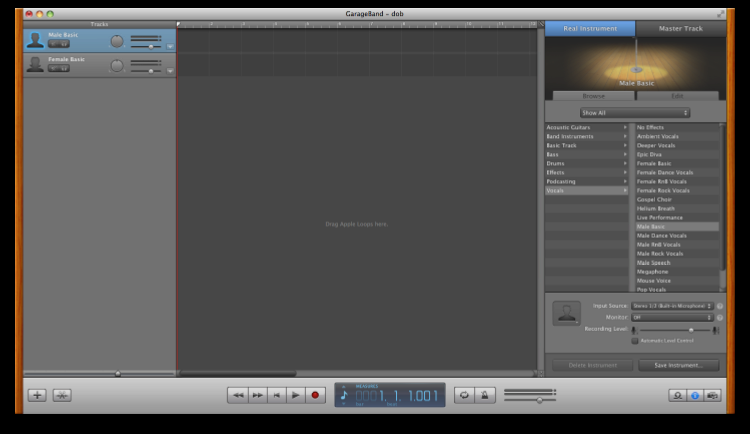 GarageBand - dob
Tracks
Male Basic
Female Basic
Drag Apple Loops here.
Real Instrument
Master Track
Male Basic
Browse
Edit
Show All
Acoustic Guitars
Band Instruments
Basic Track
Bass
Drums
Effects
Podcasting
Vocals
No Effects
Ambient Vocals
Deeper Vocals
Epic Diva
Female Basic
Female Dance Vocals
Female RnB Vocals
Female Rock Vocals
Gospel Choir
Helium Breath
Live Performance
Male Basic
Male Dance Vocals
Male RnB Vocals
Male Rock Vocals
Male Speech
Megaphone
Mouse Voice
Pop Vocals
Input Source: Stereo 1/2 (Built-in Microphone)
Monitor: Off
Recording Level:
Automatic Level Control
Delete Instrument
Save Instrument...
MEASURES
0001. 1. 1.001